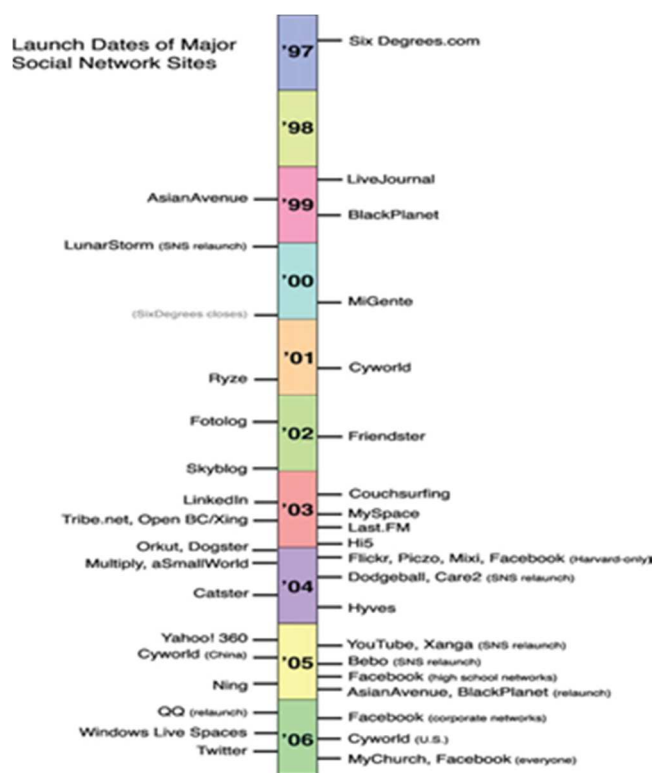 Launch Dates of Major
Social Network Sites
'97
Six Degrees.com
'98
LiveJournal
AsianAvenue
'99
BlackPlanet
LunarStorm (SNS relaunch)
'00
MiGente
(SixDegrees closes)
'01
Cyworld
Ryze
Fotolog
'02
Friendster
Skyblog
Couchsurfing
LinkedIn
'03
MySpace
Tribe.net, Open BC/Xing
Last.FM
Hi5
Orkut, Dogster
Flickr, Piczo, Mixi, Facebook (Harvard-only)
Multiply, aSmallWorld
Dodgeball, Care2 (SNS relaunch)
'04
Catster
Hyves
Yahoo! 360
YouTube, Xanga (SNS relaunch)
Cyworld (China)
'05
Bebo (SNS relaunch)
Facebook (high school networks)
Ning
AsianAvenue, BlackPlanet (relaunch)
QQ (relaunch)
Facebook (corporate networks)
Windows Live Spaces
'06
Cyworld (U.S.)
Twitter
MyChurch, Facebook (everyone)